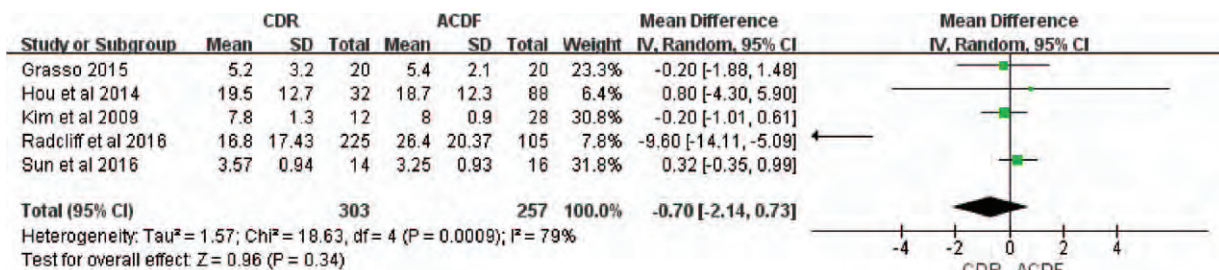 CDR ACDF Mean Difference Mean Difference
Study or Subgroup Mean SD Total Mean SD Total Weight IV, Random, 95% CI IV, Random, 95% CI
Grasso 2015 5.2 3.2 20 5.4 2.1 20 23.3% -0.20 [-1.88, 1.48]
Hou et al 2014 19.5 12.7 32 18.7 12.3 88 6.4% 0.80 [-4.30, 5.90]
Kim et al 2009 7.8 1.3 12 8 0.9 28 30.8% -0.20 [-1.01, 0.61]
Radcliff et al 2016 16.8 17.43 225 26.4 20.37 105 7.8% -9.60 [-14.11, -5.09]
Sun et al 2016 3.57 0.94 14 3.25 0.93 16 31.8% 0.32 [-0.35, 0.99]
Total (95% CI) 303 257 100.0% -0.70 [-2.14, 0.73]
Heterogeneity: Tau² = 1.57; Chi² = 18.63, df = 4 (P = 0.0009); I² = 79%
Test for overall effect: Z = 0.96 (P = 0.34)
-4 -2 0 2 4
CDR ACDF